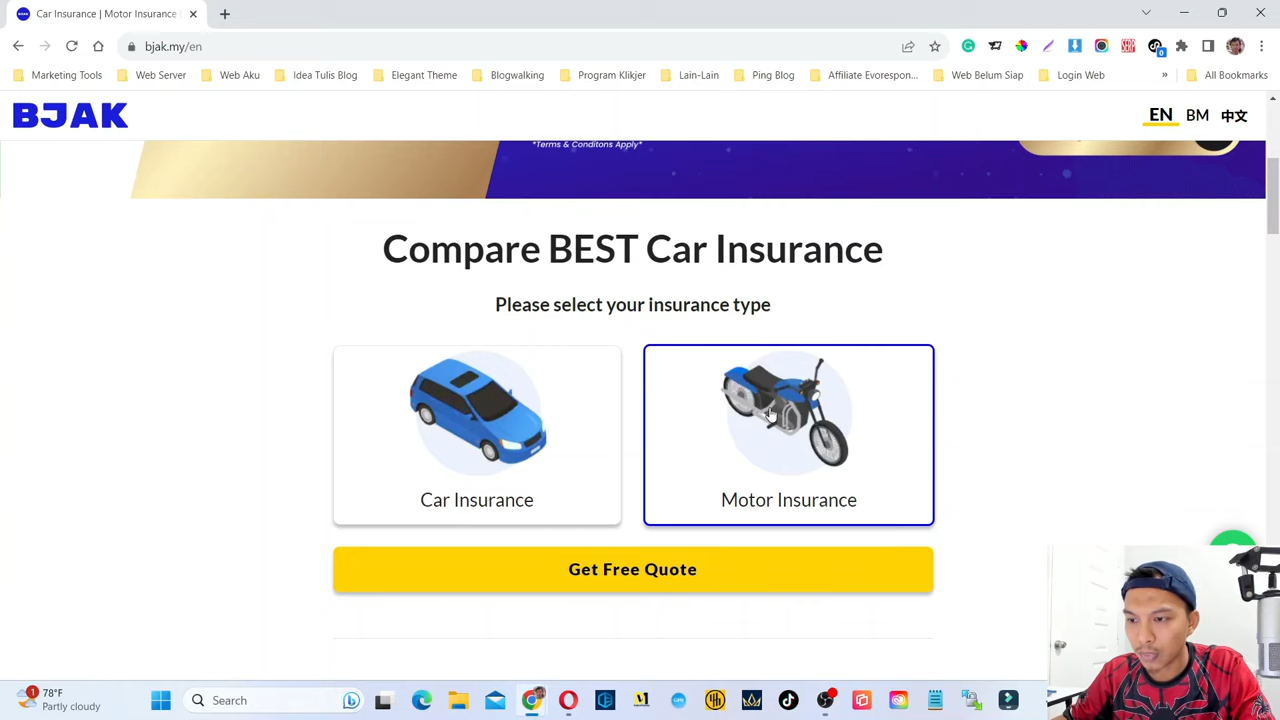 Car Insurance | Motor Insurance
bjak.my/en
0
Marketing Tools
Web Server
Web Aku
Idea Tulis Blog
Elegant Theme
Blogwalking
Program Klikjer
Lain-Lain
Ping Blog
Affiliate Evorespon...
Web Belum Siap
Login Web
»
All Bookmarks
BJAK
EN BM 中文
*Terms & Conditons Apply*
Compare BEST Car Insurance
Please select your insurance type
Car Insurance
Motor Insurance
Get Free Quote
1
78°F
Partly cloudy
Search